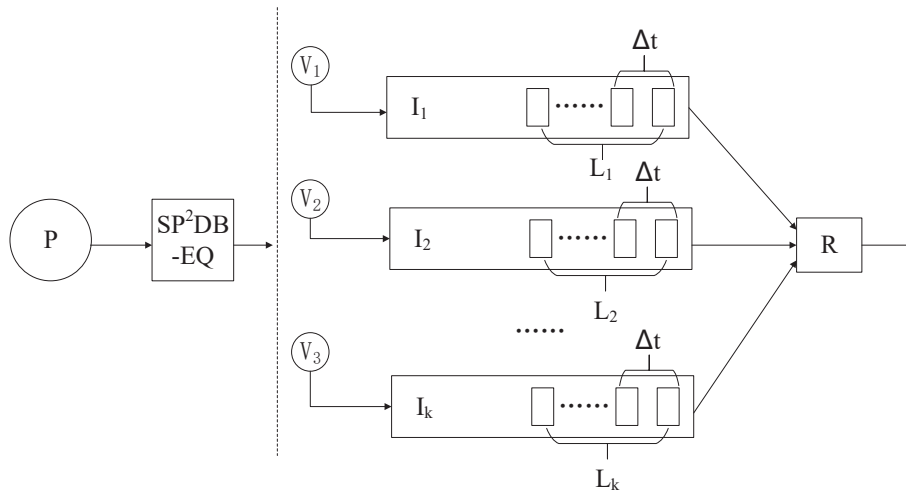 Δt
V₁
I₁
......
L₁
Δt
V₂
P
SP²DB
-EQ
I₂
......
R
L₂
......
Δt
V₃
Iₖ
......
Lₖ